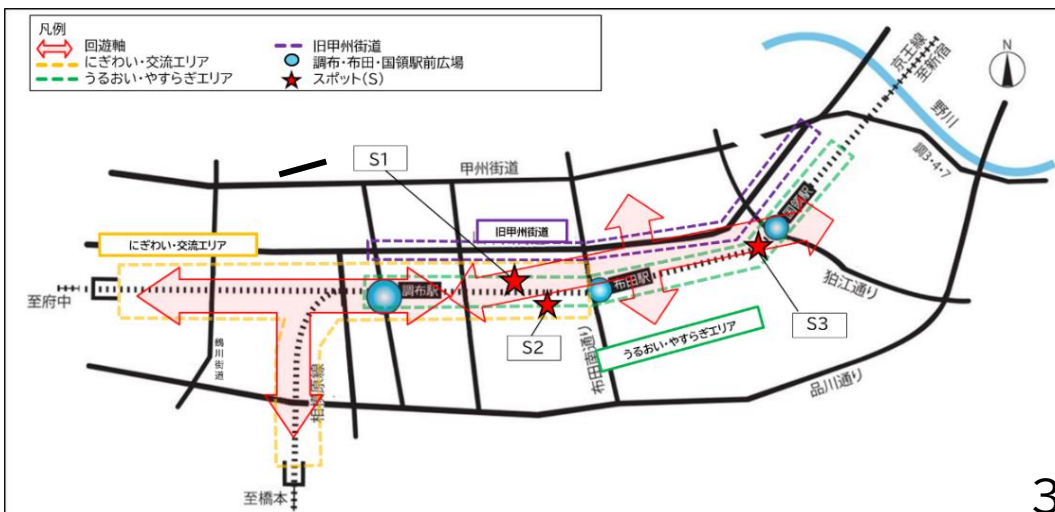 凡例
回遊軸
にぎわい・交流エリア
うるおい・やすらぎエリア
旧甲州街道
調布・布田・国領駅前広場
スポット(S)
京王線
至新宿
N
野川
調3・4・7
S1
甲州街道
国領駅
にぎわい・交流エリア
旧甲州街道
調布駅
布田駅
狛江通り
至府中
S2
S3
鶴川街道
布田南通り
うるおい・やすらぎエリア
品川通り
相模原線
至橋本
3